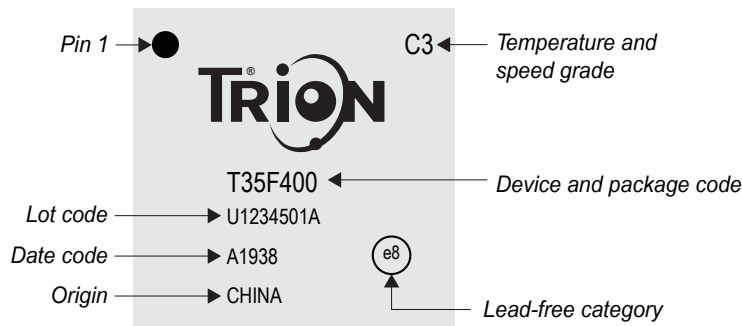 Pin 1
C3
Temperature and
speed grade
TRION®
T35F400
Device and package code
Lot code
U1234501A
Date code
A1938
e8
Origin
CHINA
Lead-free category